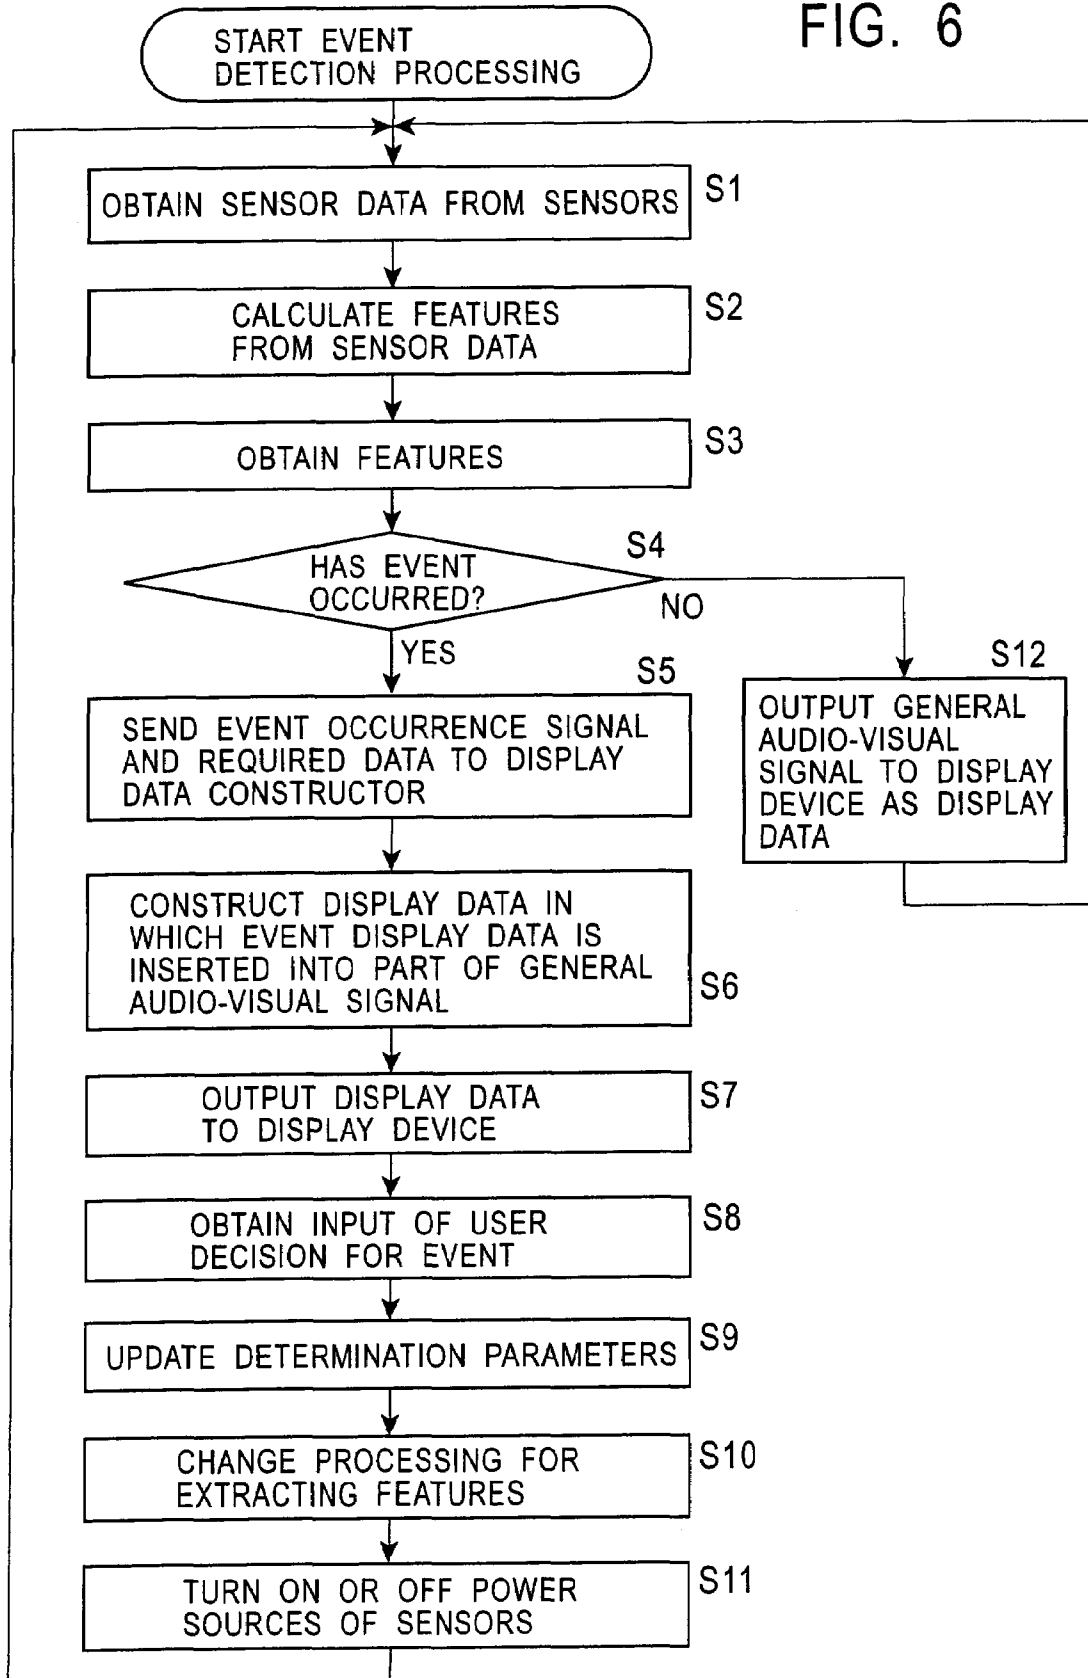 FIG. 6
START EVENT
DETECTION PROCESSING
OBTAIN SENSOR DATA FROM SENSORS
S1
CALCULATE FEATURES
FROM SENSOR DATA
S2
OBTAIN FEATURES
S3
HAS EVENT
OCCURRED?
S4
NO
YES
S5
SEND EVENT OCCURRENCE SIGNAL
AND REQUIRED DATA TO DISPLAY
DATA CONSTRUCTOR
S12
OUTPUT GENERAL
AUDIO-VISUAL
SIGNAL TO DISPLAY
DEVICE AS DISPLAY
DATA
CONSTRUCT DISPLAY DATA IN
WHICH EVENT DISPLAY DATA IS
INSERTED INTO PART OF GENERAL
AUDIO-VISUAL SIGNAL
S6
OUTPUT DISPLAY DATA
TO DISPLAY DEVICE
S7
OBTAIN INPUT OF USER
DECISION FOR EVENT
S8
UPDATE DETERMINATION PARAMETERS
S9
CHANGE PROCESSING FOR
EXTRACTING FEATURES
S10
TURN ON OR OFF POWER
SOURCES OF SENSORS
S11